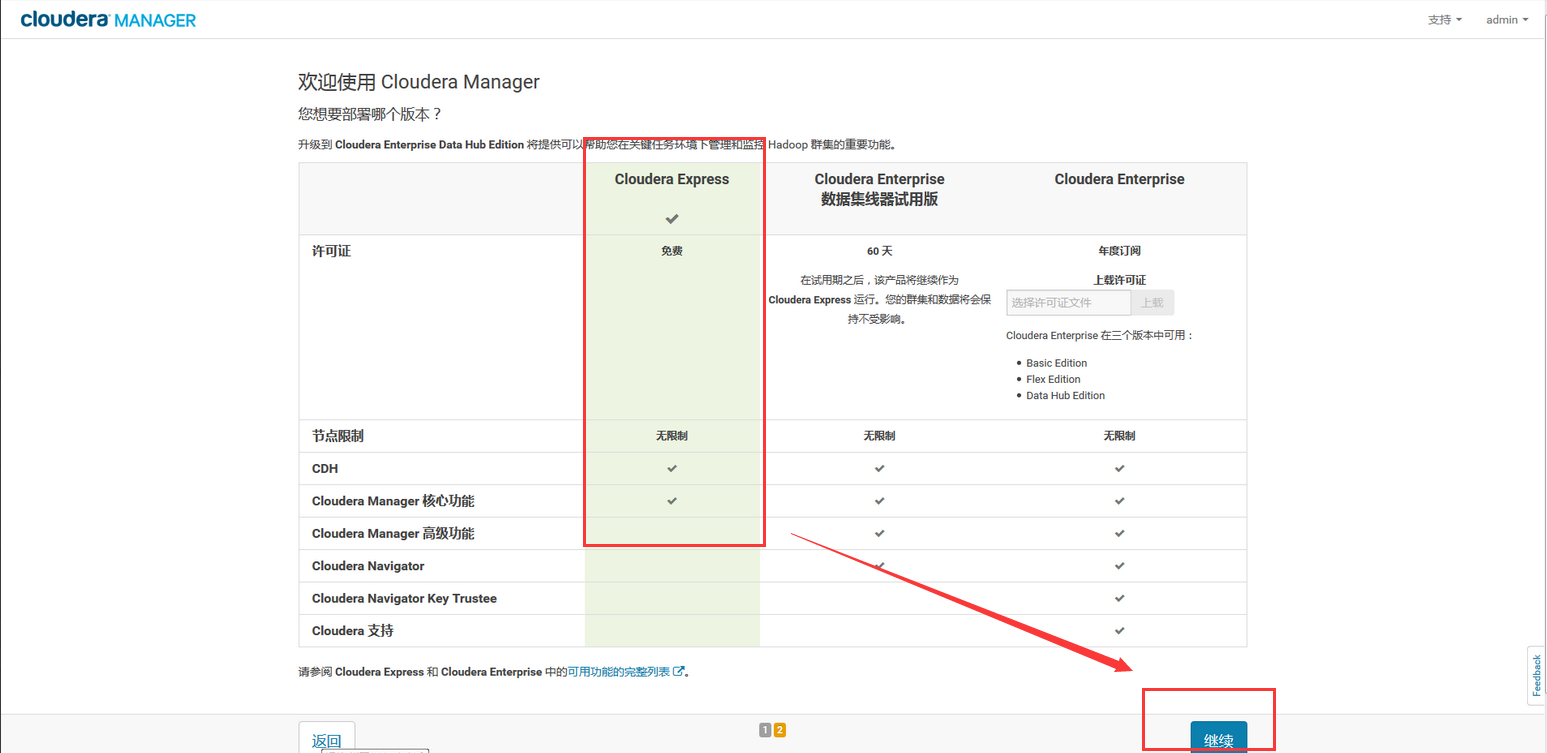 cloudera MANAGER
支持 admin
欢迎使用 Cloudera Manager
您想要部署哪个版本？
升级到 Cloudera Enterprise Data Hub Edition 将提供可以帮助您在关键任务环境下管理和监控 Hadoop 群集的重要功能。
Cloudera Express
Cloudera Enterprise
数据集线器试用版
Cloudera Enterprise
许可证
免费
60 天
在试用期之后，该产品将继续作为
Cloudera Express 运行。您的群集和数据将会保
持不受影响。
年度订阅
上载许可证
选择许可证文件 上载
Cloudera Enterprise 在三个版本中可用：
Basic Edition
Flex Edition
Data Hub Edition
节点限制 无限制 无限制 无限制
CDH
Cloudera Manager 核心功能
Cloudera Manager 高级功能
Cloudera Navigator
Cloudera Navigator Key Trustee
Cloudera 支持
请参阅 Cloudera Express 和 Cloudera Enterprise 中的可用功能的完整列表。
Feedback
返回 1 2 继续